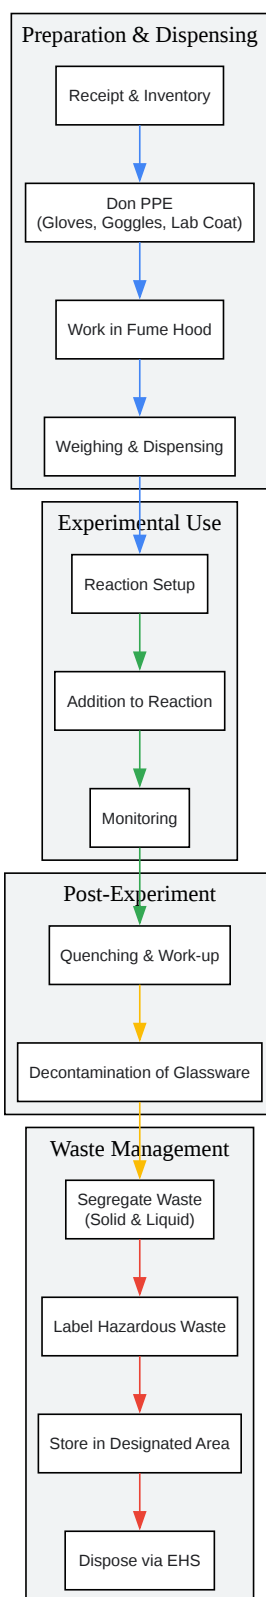 Preparation & Dispensing
Receipt & Inventory
Don PPE
(Gloves, Goggles, Lab Coat)
Work in Fume Hood
Weighing & Dispensing
Experimental Use
Reaction Setup
Addition to Reaction
Monitoring
Post-Experiment
Quenching & Work-up
Decontamination of Glassware
Waste Management
Segregate Waste
(Solid & Liquid)
Label Hazardous Waste
Store in Designated Area
Dispose via EHS